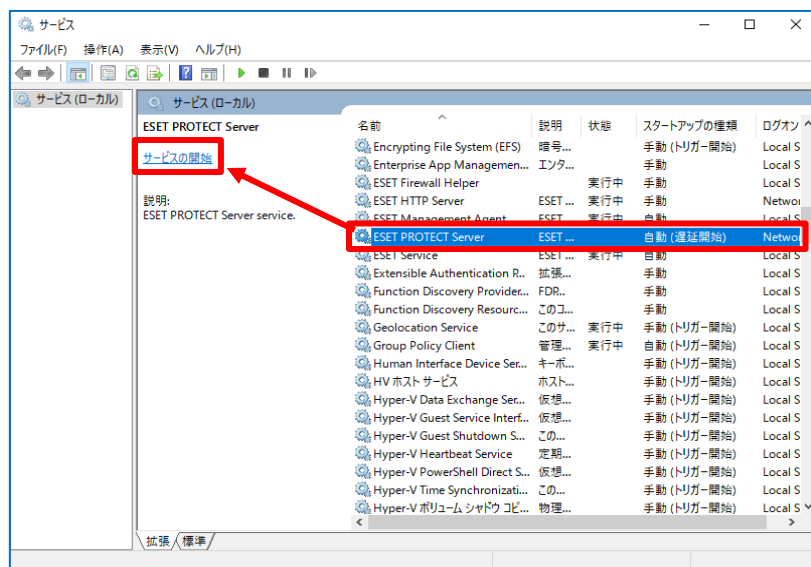 サービス
ファイル(F) 操作(A) 表示(V) ヘルプ(H)
サービス (ローカル)
サービス (ローカル)
ESET PROTECT Server
サービスの開始
説明:
ESET PROTECT Server service.
名前 説明 状態 スタートアップの種類 ログオン
Encrypting File System (EFS) 暗号... 手動 (トリガー開始) Local S
Enterprise App Managemen... エンタ... 手動 Local S
ESET Firewall Helper 実行中 手動 Local S
ESET HTTP Server ESET ... 実行中 手動 Networ
ESET Management Agent ESET ... 実行中 自動 Local S
ESET PROTECT Server ESET ... 自動 (遅延開始) Networ
ESET Service ESET ... 実行中 自動 Local S
Extensible Authentication P... 拡張... 手動 Local S
Function Discovery Provider... FDP... 手動 Local S
Function Discovery Resourc... このコ... 手動 Local S
Geolocation Service このサ... 実行中 手動 (トリガー開始) Local S
Group Policy Client 管理... 実行中 自動 (トリガー開始) Local S
Human Interface Device Ser... キーボ... 手動 (トリガー開始) Local S
HV ホスト サービス ホスト... 手動 (トリガー開始) Local S
Hyper-V Data Exchange Ser... 仮想... 手動 (トリガー開始) Local S
Hyper-V Guest Service Interf... 仮想... 手動 (トリガー開始) Local S
Hyper-V Guest Shutdown S... この... 手動 (トリガー開始) Local S
Hyper-V Heartbeat Service 定期... 手動 (トリガー開始) Local S
Hyper-V PowerShell Direct S... 仮想... 手動 (トリガー開始) Local S
Hyper-V Time Synchronizati... この... 手動 (トリガー開始) Local S
Hyper-V ボリューム シャドウ コピ... 物理... 手動 (トリガー開始) Local S
拡張 標準